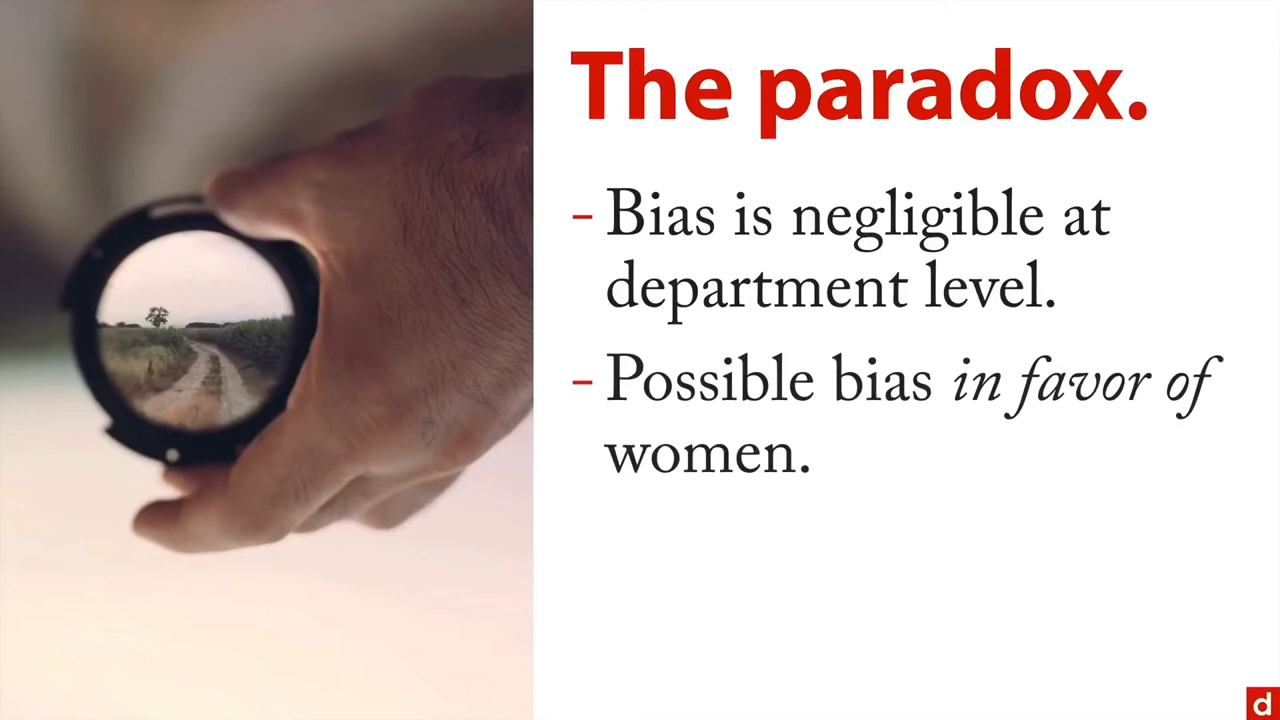 The paradox.
- Bias is negligible at
department level.
- Possible bias in favor of
women.
d